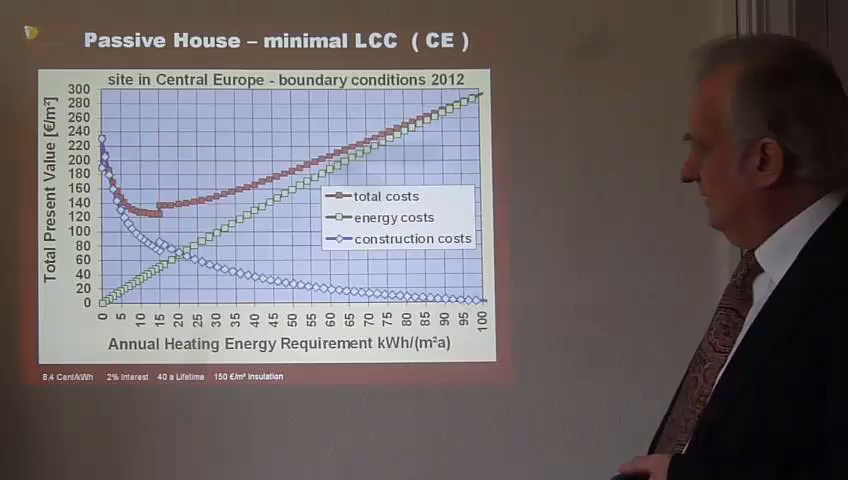 Passive House – minimal LCC ( CE )
site in Central Europe - boundary conditions 2012
Total Present Value [€/m²]
300
280
260
240
220
200
180
160
140
120
100
80
60
40
20
0
total costs
energy costs
construction costs
0 5 10 15 20 25 30 35 40 45 50 55 60 65 70 75 80 85 90 95 100
Annual Heating Energy Requirement kWh/(m²a)
8,4 Cent/kWh 2% Interest 40 a Lifetime 150 €/m³ Insulation